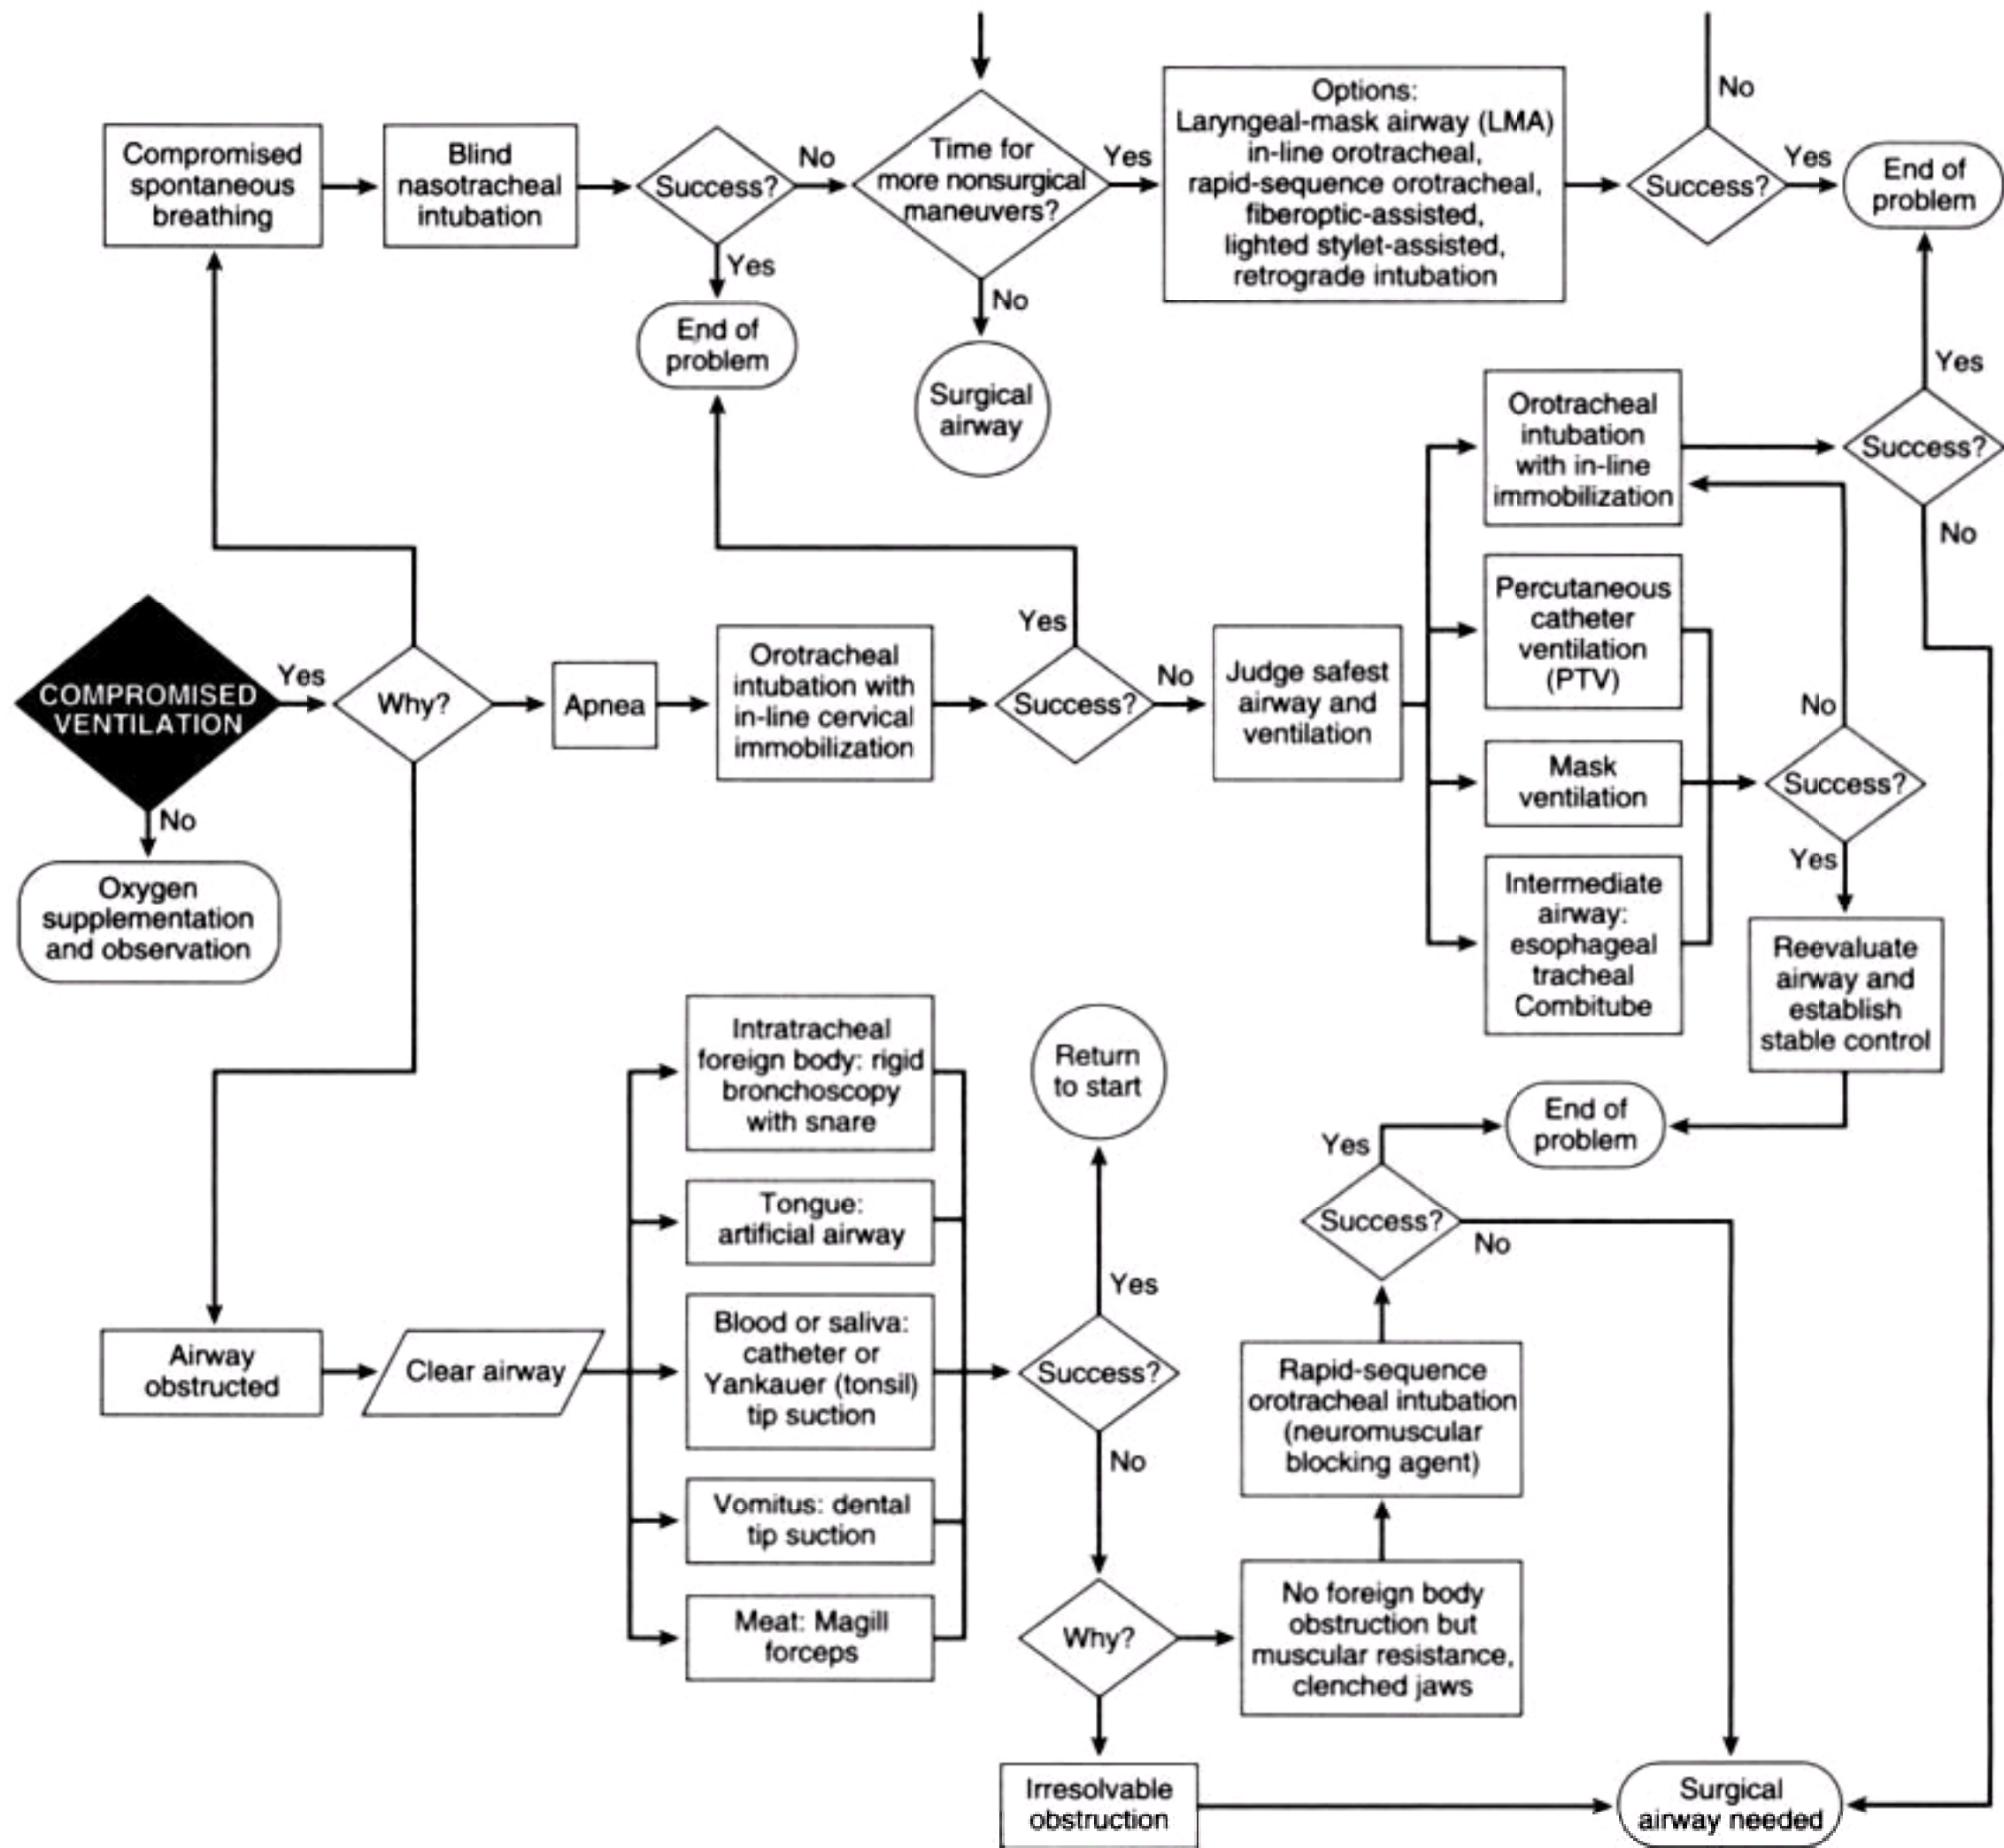 No
Compromised
spontaneous
breathing
Blind
nasotracheal
intubation
Success?
No
Yes
End of
problem
Time for
more nonsurgical
maneuvers?
Yes
No
Surgical
airway
Options:
Laryngeal-mask airway (LMA)
in-line orotracheal,
rapid-sequence orotracheal,
fiberoptic-assisted,
lighted stylet-assisted,
retrograde intubation
Success?
Yes
End of
problem
COMPROMISED
VENTILATION
Yes
No
Oxygen
supplementation
and observation
Why?
Apnea
Orotracheal
intubation with
in-line cervical
immobilization
Success?
Yes
No
Judge safest
airway and
ventilation
Orotracheal
intubation
with in-line
immobilization
Success?
Yes
No
Percutaneous
catheter
ventilation
(PTV)
Mask
ventilation
Intermediate
airway:
esophageal
tracheal
Combitube
No
Success?
Yes
Reevaluate
airway and
establish
stable control
End of
problem
Airway
obstructed
Clear airway
Intratracheal
foreign body: rigid
bronchoscopy
with snare
Tongue:
artificial airway
Blood or saliva:
catheter or
Yankauer (tonsil)
tip suction
Vomitus: dental
tip suction
Meat: Magill
forceps
Return
to start
Yes
Success?
No
Why?
No foreign body
obstruction but
muscular resistance,
clenched jaws
Rapid-sequence
orotracheal intubation
(neuromuscular
blocking agent)
Success?
Yes
No
Irresolvable
obstruction
Surgical
airway needed